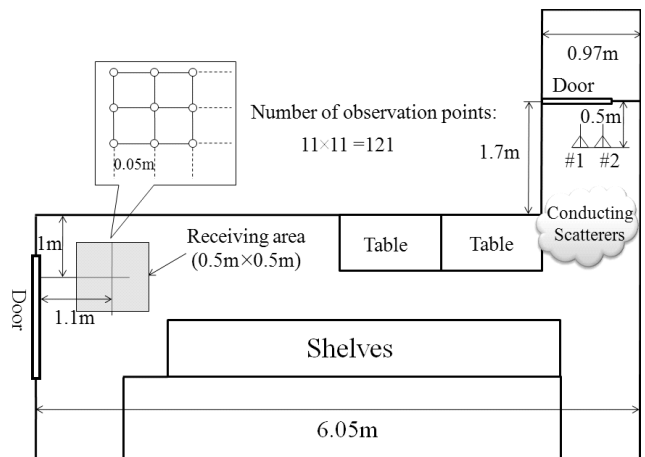 0.97m
Door
0.5m
Number of observation points:
11×11 =121
1.7m
#1 #2
0.05m
Conducting
Scatterers
1m
Receiving area
(0.5m×0.5m)
Table
Table
Door
1.1m
Shelves
6.05m